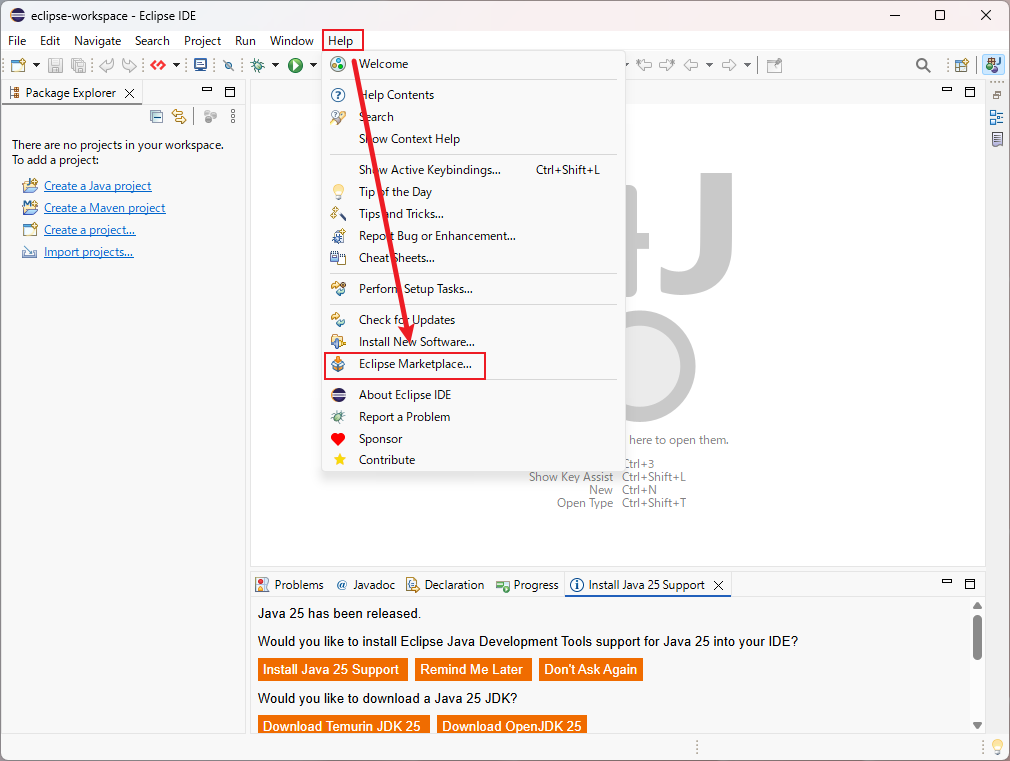 eclipse-workspace - Eclipse IDE
File Edit Navigate Search Project Run Window Help
Package Explorer
There are no projects in your workspace.
To add a project:
Create a Java project
Create a Maven project
Create a project...
Import projects...
Welcome
Help Contents
Search
Show Context Help
Show Active Keybindings... Ctrl+Shift+L
Tip of the Day
Tips and Tricks...
Report Bug or Enhancement...
Cheat Sheets...
Perform Setup Tasks...
Check for Updates
Install New Software...
Eclipse Marketplace...
About Eclipse IDE
Report a Problem
Sponsor
Contribute
here to open them.
Ctrl+3
Show Key Assist Ctrl+Shift+L
New Ctrl+N
Open Type Ctrl+Shift+T
Problems @ Javadoc Declaration Progress Install Java 25 Support
Java 25 has been released.
Would you like to install Eclipse Java Development Tools support for Java 25 into your IDE?
Install Java 25 Support Remind Me Later Don't Ask Again
Would you like to download a Java 25 JDK?
Download Temurin JDK 25 Download OpenJDK 25